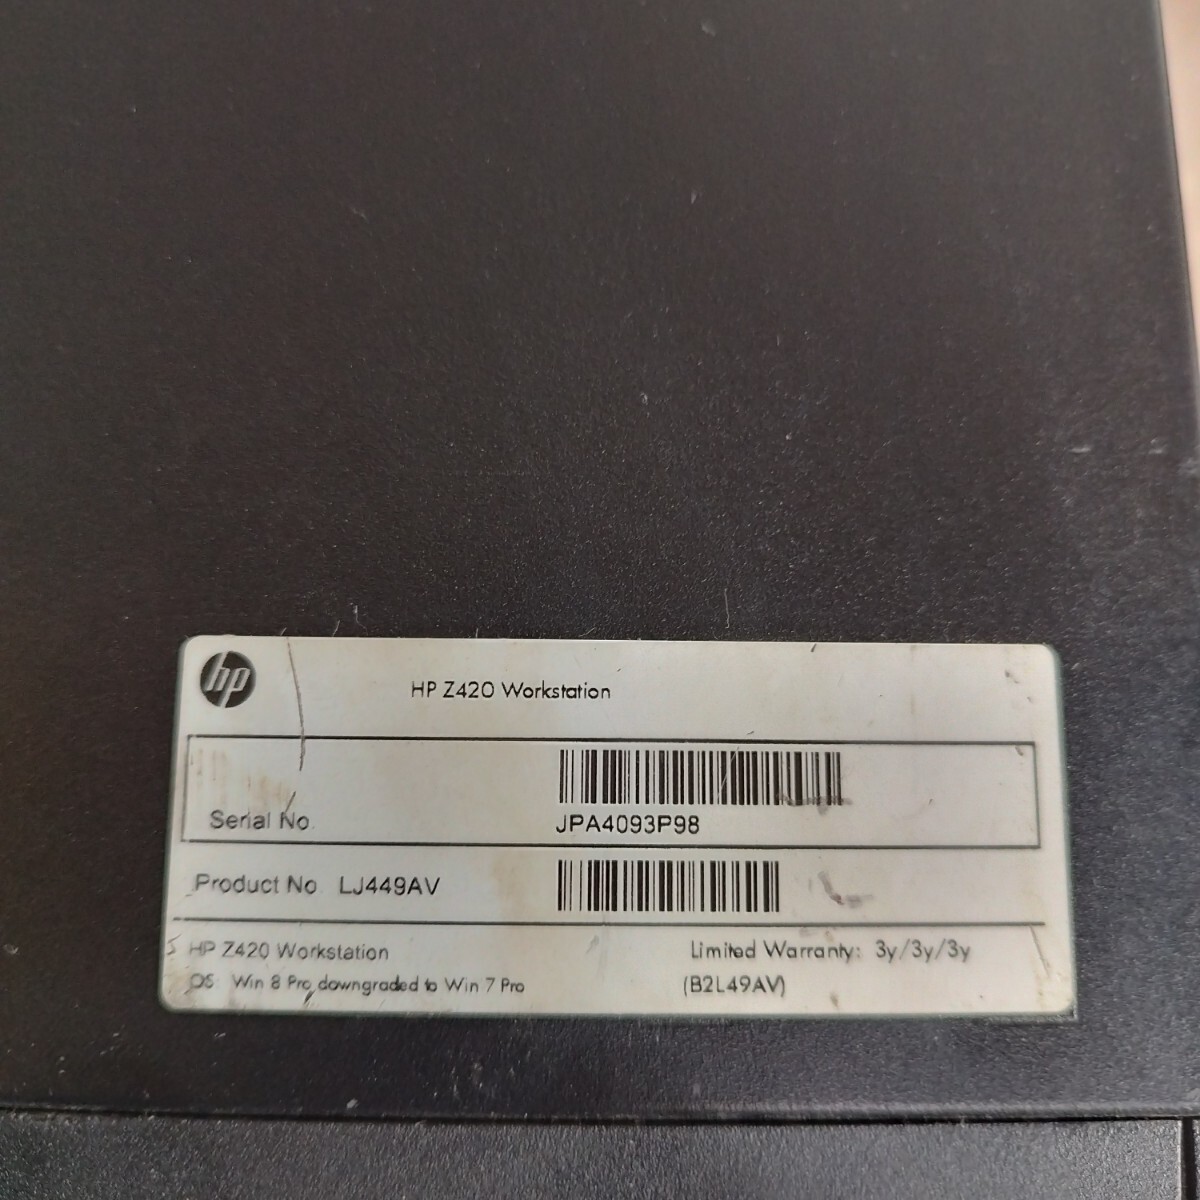 hp
HP Z420 Workstation
Serial No.
JPA4093P98
Product No LJ449AV
HP Z420 Workstation
Limited Warranty: 3y/3y/3y
OS: Win 8 Pro downgraded to Win 7 Pro
(B2L49AV)